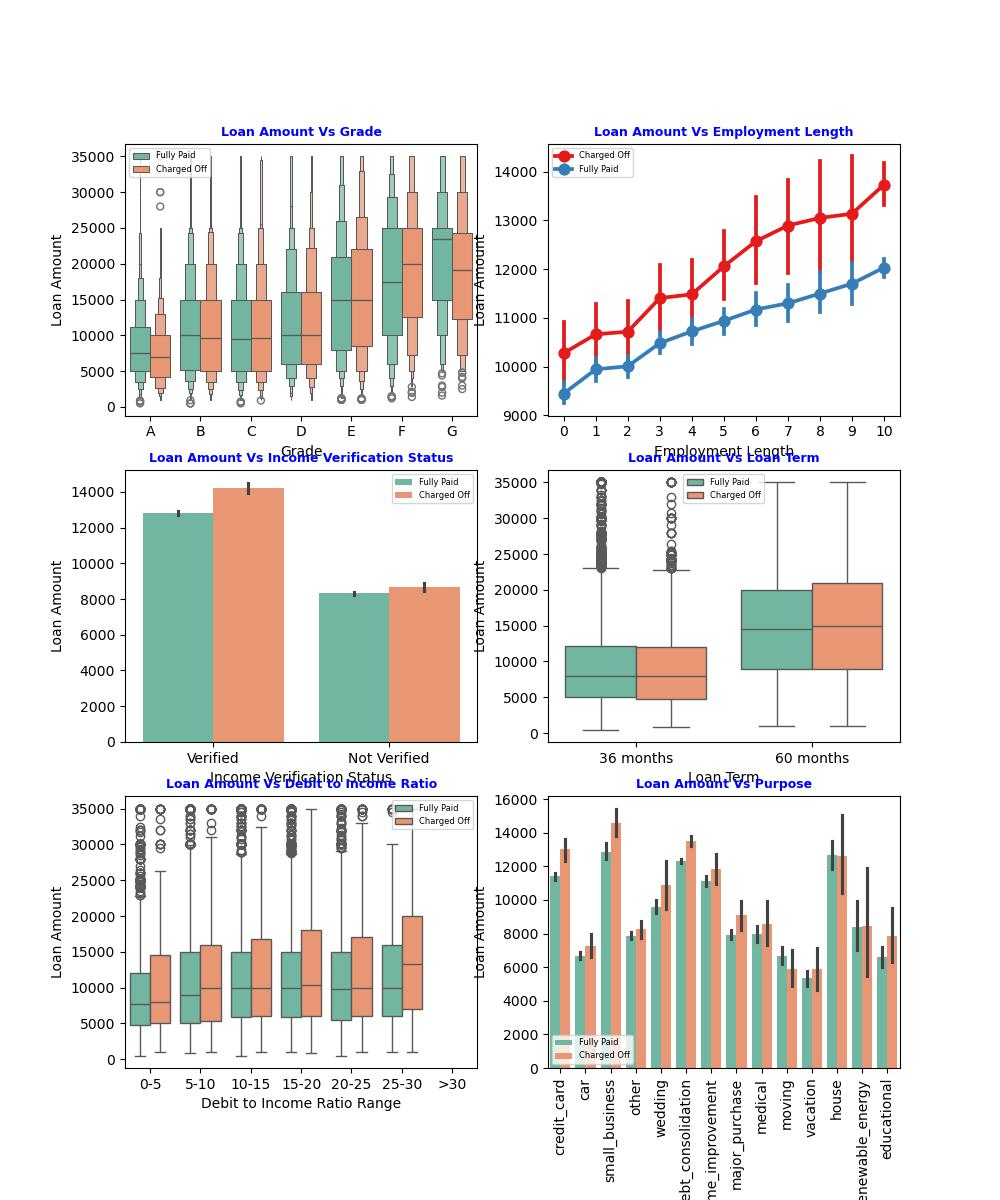 Loan Amount Vs Grade
Loan Amount
35000
30000
25000
20000
15000
10000
5000
0
Fully Paid
Charged Off
A B C D E F G
Grade
Loan Amount Vs Employment Length
Loan Amount
14000
13000
12000
11000
10000
9000
Charged Off
Fully Paid
0 1 2 3 4 5 6 7 8 9 10
Employment Length
Loan Amount Vs Income Verification Status
Loan Amount
14000
12000
10000
8000
6000
4000
2000
0
Fully Paid
Charged Off
Verified Not Verified
Income Verification Status
Loan Amount Vs Loan Term
Loan Amount
35000
30000
25000
20000
15000
10000
5000
0
Fully Paid
Charged Off
36 months 60 months
Loan Term
Loan Amount Vs Debit to Income Ratio
Loan Amount
35000
30000
25000
20000
15000
10000
5000
0
Fully Paid
Charged Off
0-5 5-10 10-15 15-20 20-25 25-30 >30
Debit to Income Ratio Range
Loan Amount Vs Purpose
Loan Amount
16000
14000
12000
10000
8000
6000
4000
2000
0
Fully Paid
Charged Off
credit_card
car
small_business
other
wedding
ebt_consolidation
me_improvement
major_purchase
medical
moving
vacation
house
enewable_energy
educational